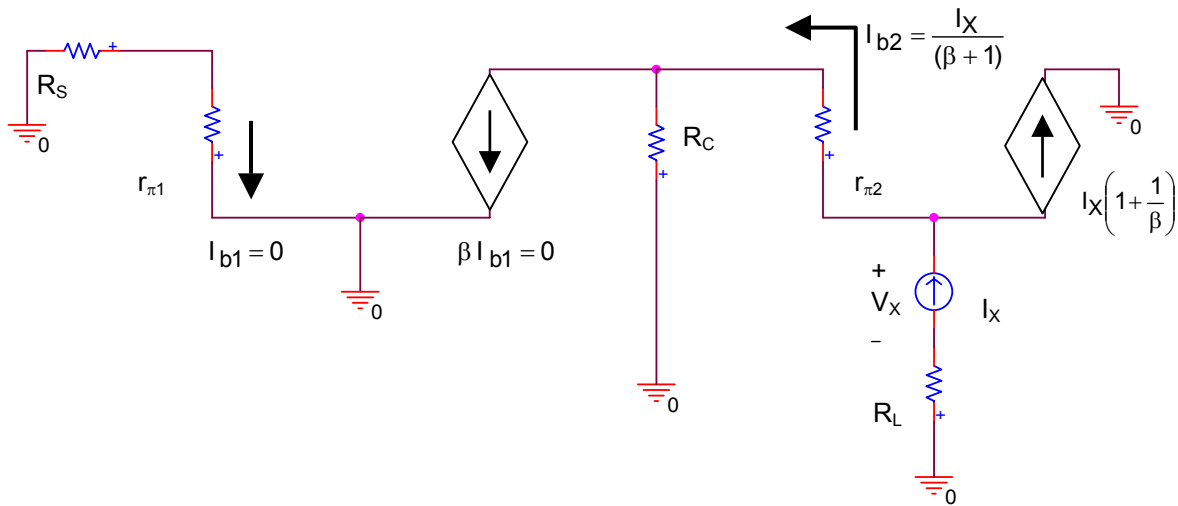 I_b2 = I_X / (β + 1)
R_S
0
0
R_C
r_π1
r_π2
I_X(1 + 1/β)
I_b1 = 0
β I_b1 = 0
+
V_X
I_X
−
0
0
R_L
0
+
+
+
+
+